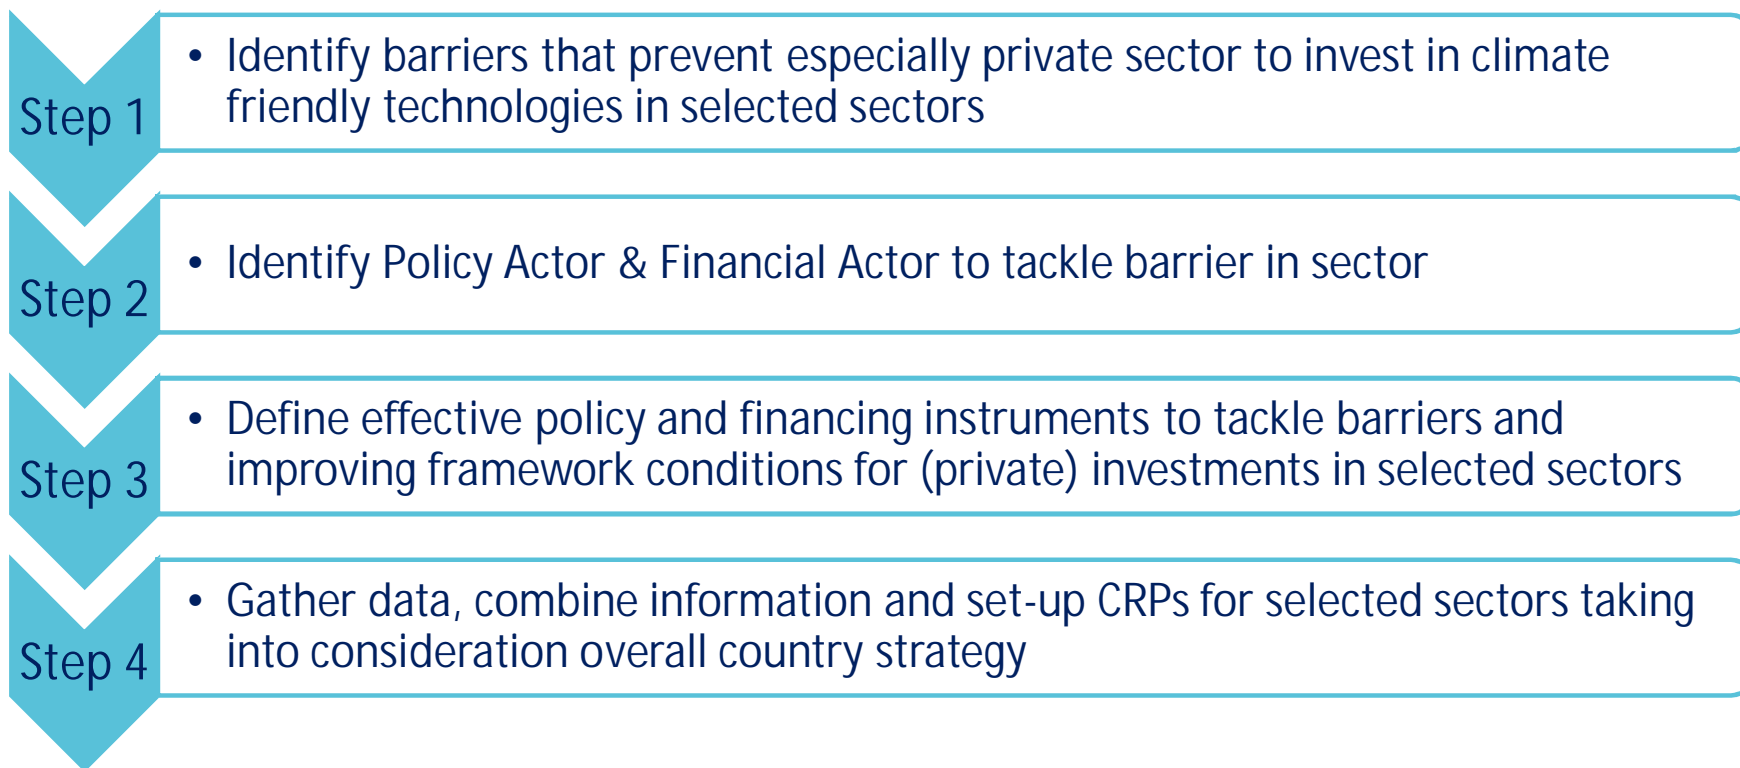 Step 1
• Identify barriers that prevent especially private sector to invest in climate
friendly technologies in selected sectors
Step 2
• Identify Policy Actor & Financial Actor to tackle barrier in sector
Step 3
• Define effective policy and financing instruments to tackle barriers and
improving framework conditions for (private) investments in selected sectors
Step 4
• Gather data, combine information and set-up CRPs for selected sectors taking
into consideration overall country strategy